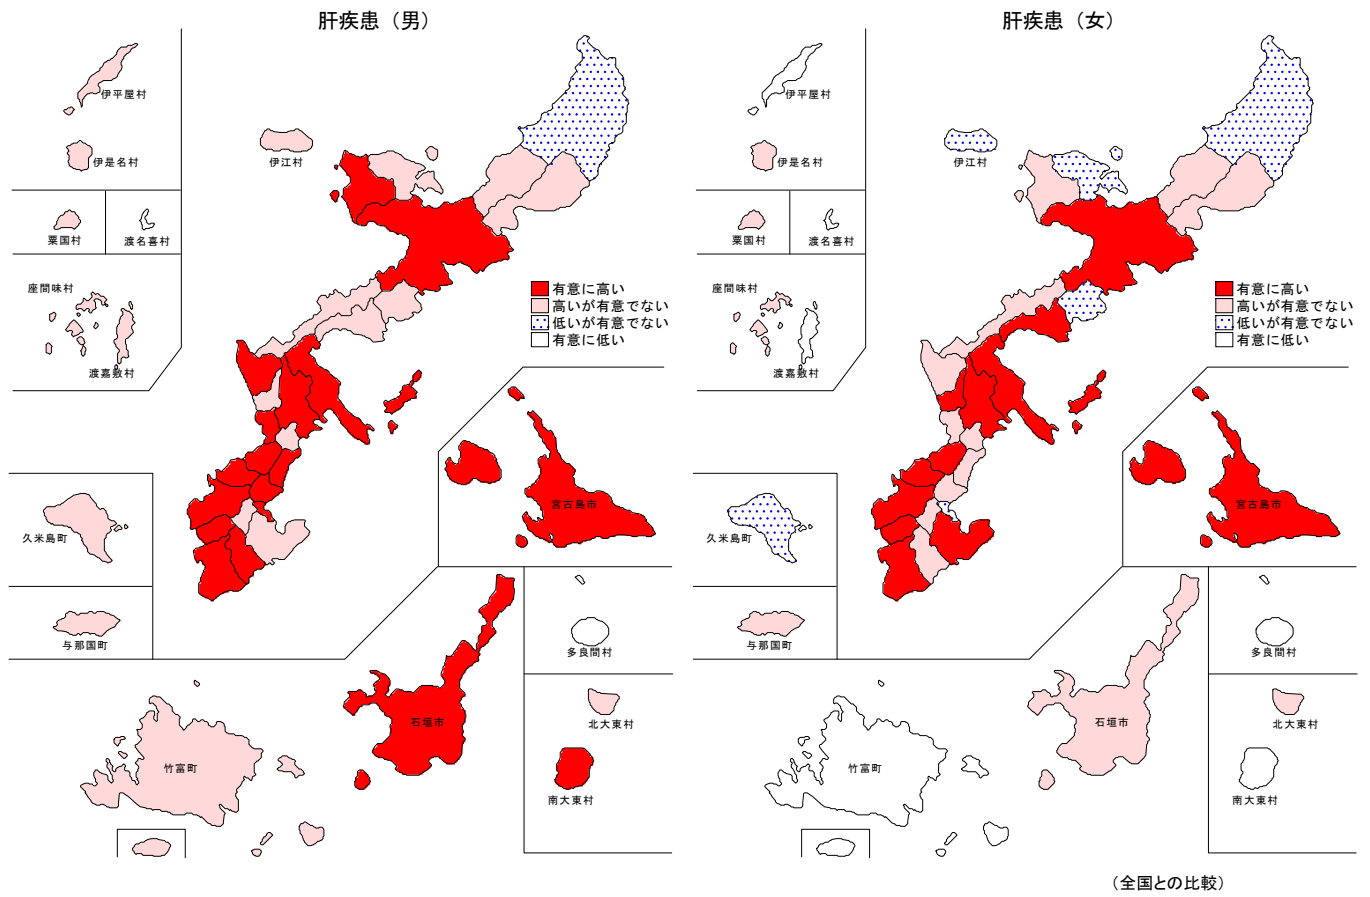 肝疾患（男）
伊平屋村
伊是名村
伊江村
粟国村
渡名喜村
座間味村
渡嘉敷村
有意に高い
高いが有意でない
低いが有意でない
有意に低い
宮古島市
久米島町
与那国町
多良間村
石垣市
北大東村
竹富町
南大東村
肝疾患（女）
伊平屋村
伊是名村
伊江村
粟国村
渡名喜村
座間味村
渡嘉敷村
有意に高い
高いが有意でない
低いが有意でない
有意に低い
宮古島市
久米島町
与那国町
多良間村
石垣市
北大東村
竹富町
南大東村
（全国との比較）